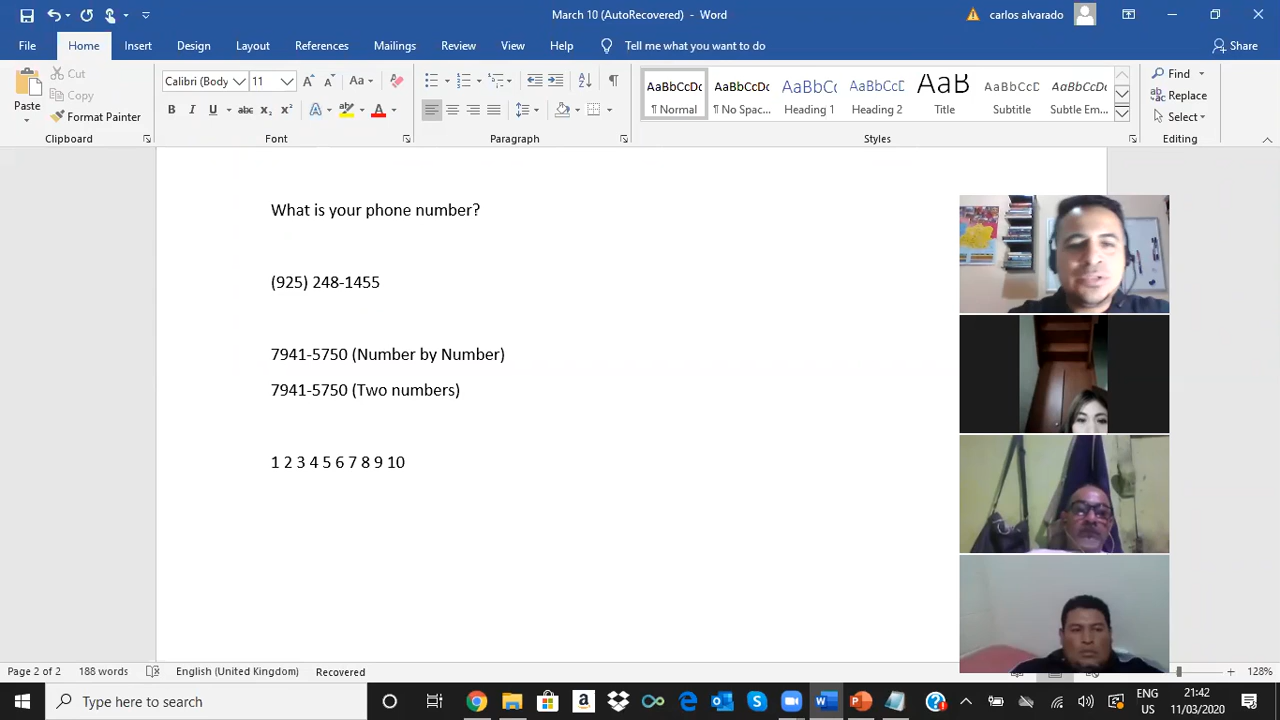 March 10 (AutoRecovered) - Word
carlos alvarado
File Home Insert Design Layout References Mailings Review View Help Tell me what you want to do Share
Paste
Cut
Copy
Format Painter
Clipboard
Calibri (Body 11
Font
Paragraph
AaBbCcDc AaBbCcDc AaBbCc AaBbCcC AaB AaBbCcD AaBbCcDc
¶ Normal ¶ No Spac... Heading 1 Heading 2 Title Subtitle Subtle Em...
Styles
Find
Replace
Select
Editing
What is your phone number?
(925) 248-1455
7941-5750 (Number by Number)
7941-5750 (Two numbers)
1 2 3 4 5 6 7 8 9 10
Page 2 of 2 188 words English (United Kingdom) Recovered 128%
Type here to search
ENG
US
21:42
11/03/2020